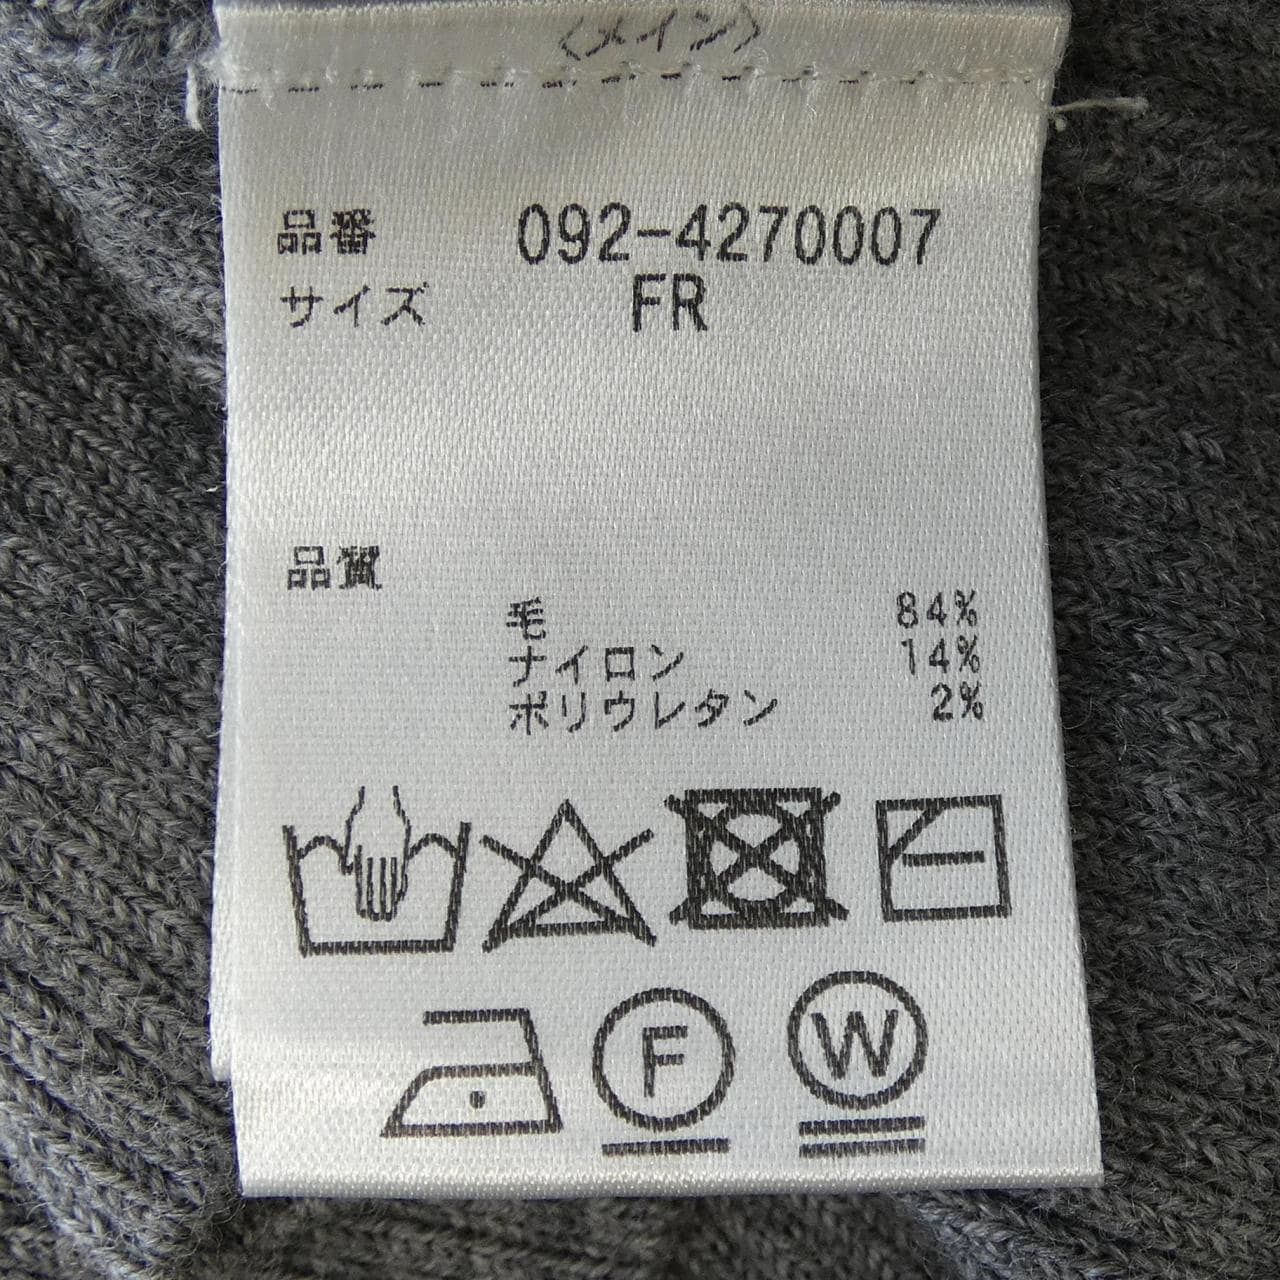 〈メイン〉
品番 092-4270007
サイズ FR
品質
毛 84%
ナイロン 14%
ポリウレタン 2%
F
W